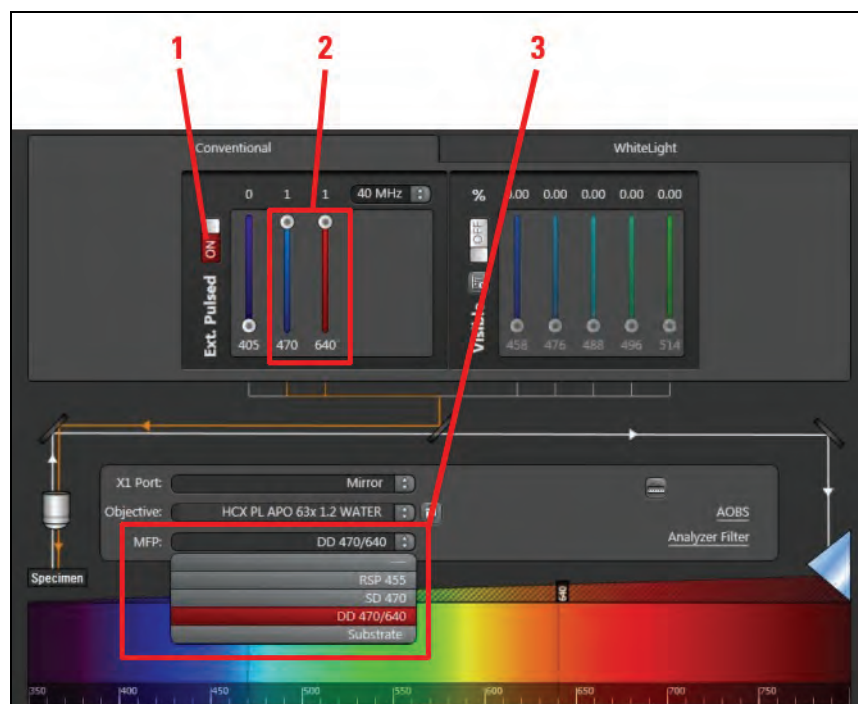 1 2 3
Conventional WhiteLight
0 1 1 40 MHz % 0.00 0.00 0.00 0.00 0.00
ON OFF
Ext. Pulsed Visible
405 470 640 458 476 488 496 514
X1 Port: Mirror
Objective: HCX PL APO 63x 1.2 WATER AOBS
MFP: DD 470/640 Analyzer Filter
Specimen
RSP 455
SD 470
DD 470/640
Substrate
640
350 400 450 500 550 600 650 700 750